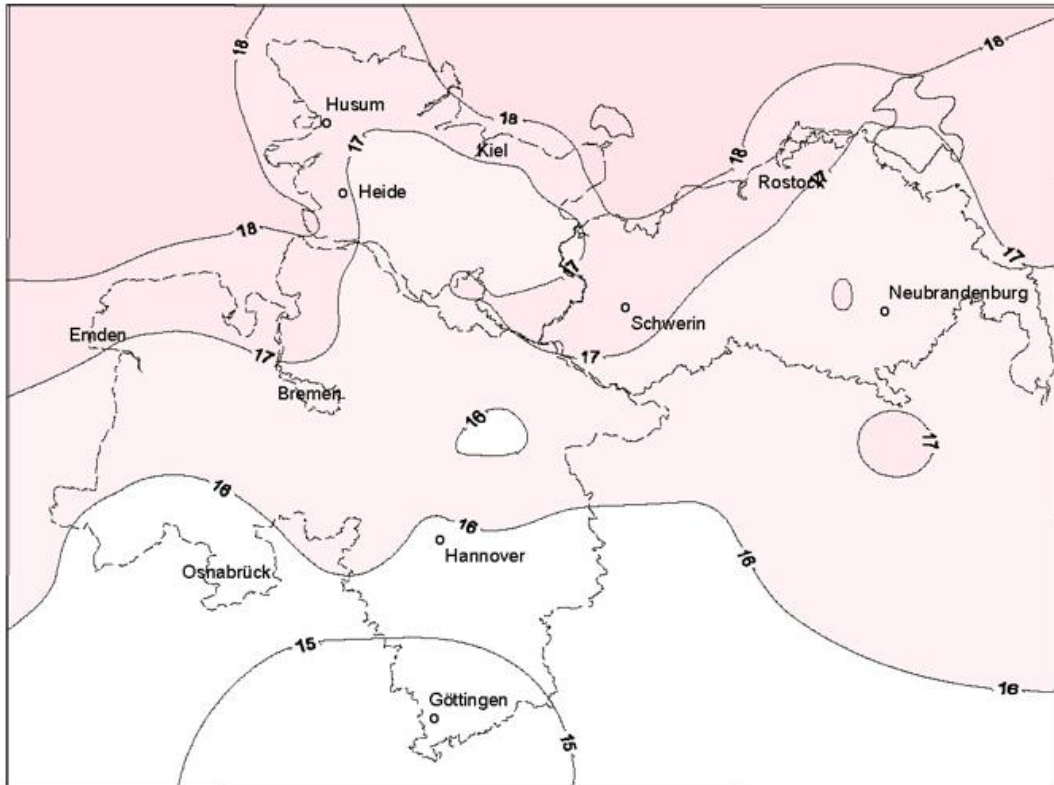 18
18
Husum
18
Kiel
17
18
Rostock
17
Heide
18
17
17
Neubrandenburg
Schwerin
Emden
17
17
Bremen
16
17
16
16
Hannover
16
Osnabrück
15
16
Göttingen
15